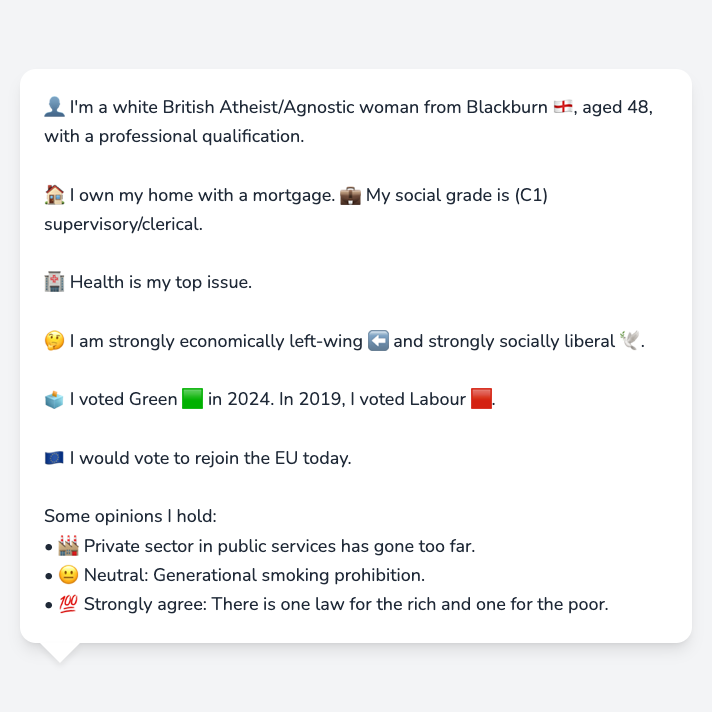 👤 I'm a white British Atheist/Agnostic woman from Blackburn 🏴󠁧󠁢󠁥󠁮󠁧󠁿, aged 48,
with a professional qualification.
🏠 I own my home with a mortgage. 💼 My social grade is (C1)
supervisory/clerical.
🏥 Health is my top issue.
🤔 I am strongly economically left-wing ⬅️ and strongly socially liberal 🕊️.
🗳️ I voted Green 🟩 in 2024. In 2019, I voted Labour 🟥.
🇪🇺 I would vote to rejoin the EU today.
Some opinions I hold:
• 🏭 Private sector in public services has gone too far.
• 😐 Neutral: Generational smoking prohibition.
• 💯 Strongly agree: There is one law for the rich and one for the poor.